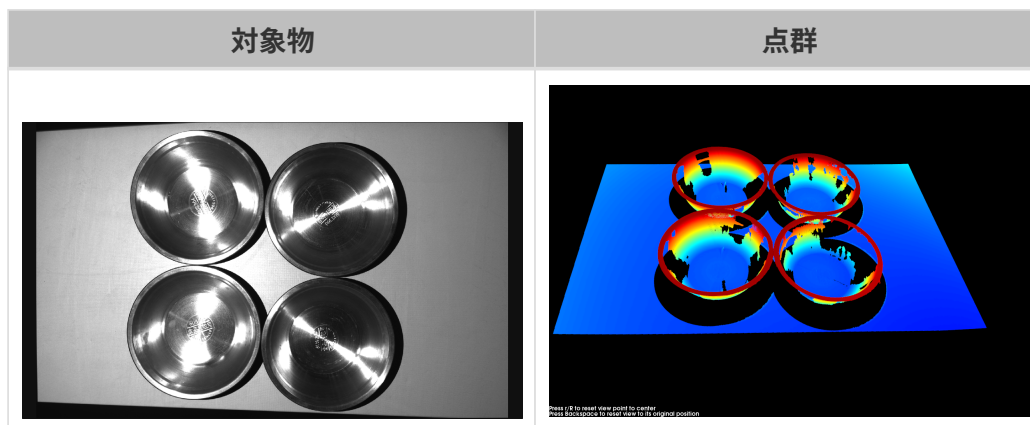 対象物
点群
Press r/R to reset view point to center
Press Backspace to reset view to its original position